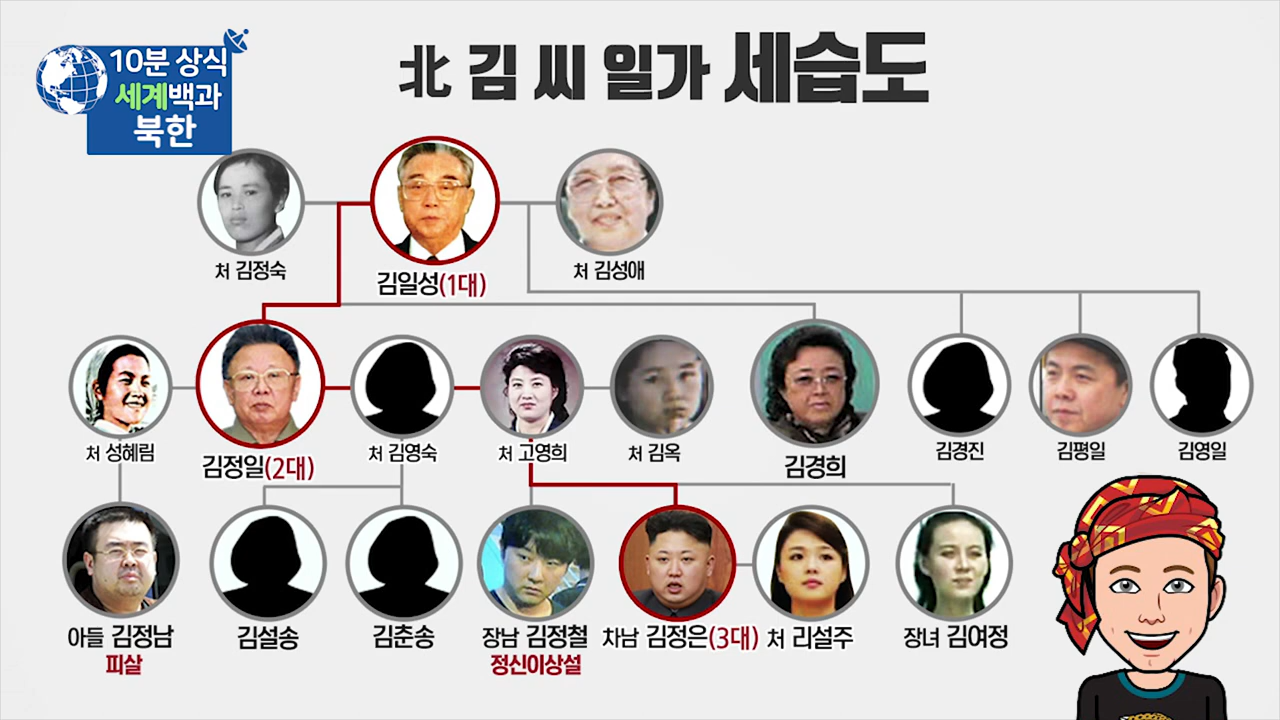 10분 상식
세계백과
북한
北 김 씨 일가 세습도
처 김정숙
김일성(1대)
처 김성애
처 성혜림
김정일(2대)
처 김영숙
처 고영희
처 김옥
김경희
김경진
김평일
김영일
아들 김정남
피살
김설송
김춘송
장남 김정철
정신이상설
차남 김정은(3대)
처 리설주
장녀 김여정